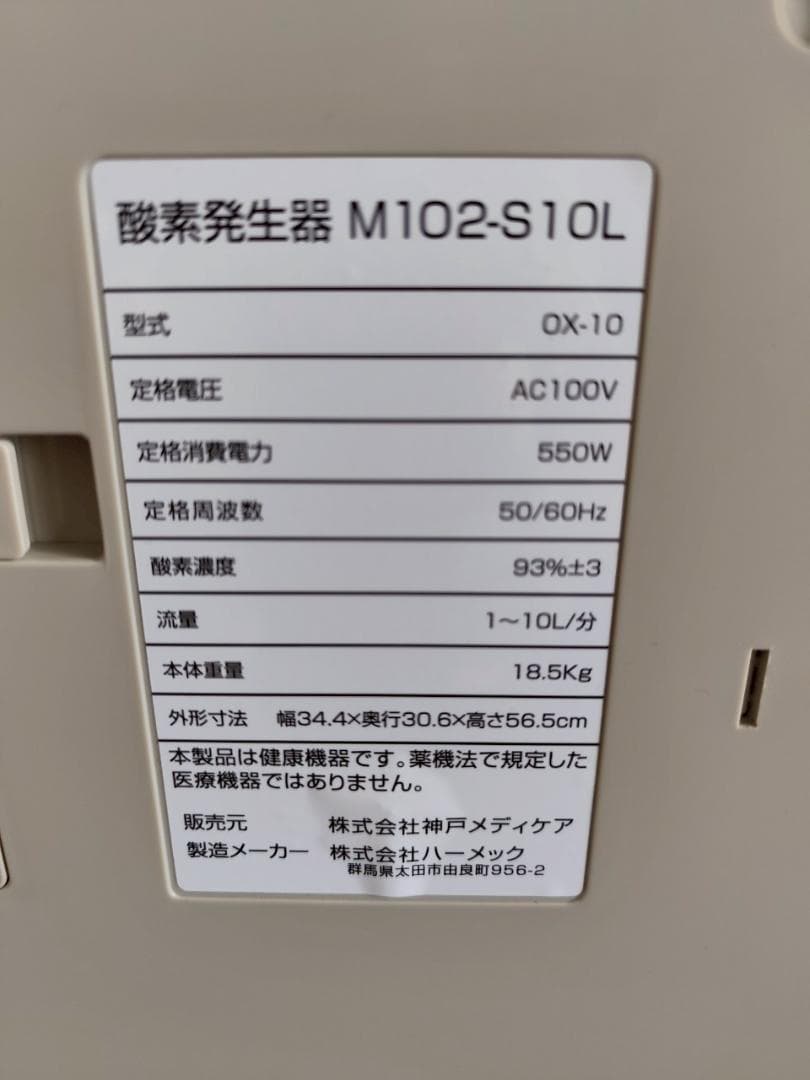 酸素発生器 M102-S10L
型式 OX-10
定格電圧 AC100V
定格消費電力 550W
定格周波数 50/60Hz
酸素濃度 93%±3
流量 1〜10L/分
本体重量 18.5Kg
外形寸法 幅34.4×奥行30.6×高さ56.5cm
本製品は健康機器です。薬機法で規定した
医療機器ではありません。
販売元 株式会社神戸メディケア
製造メーカー 株式会社ハーメック
群馬県太田市由良町956-2